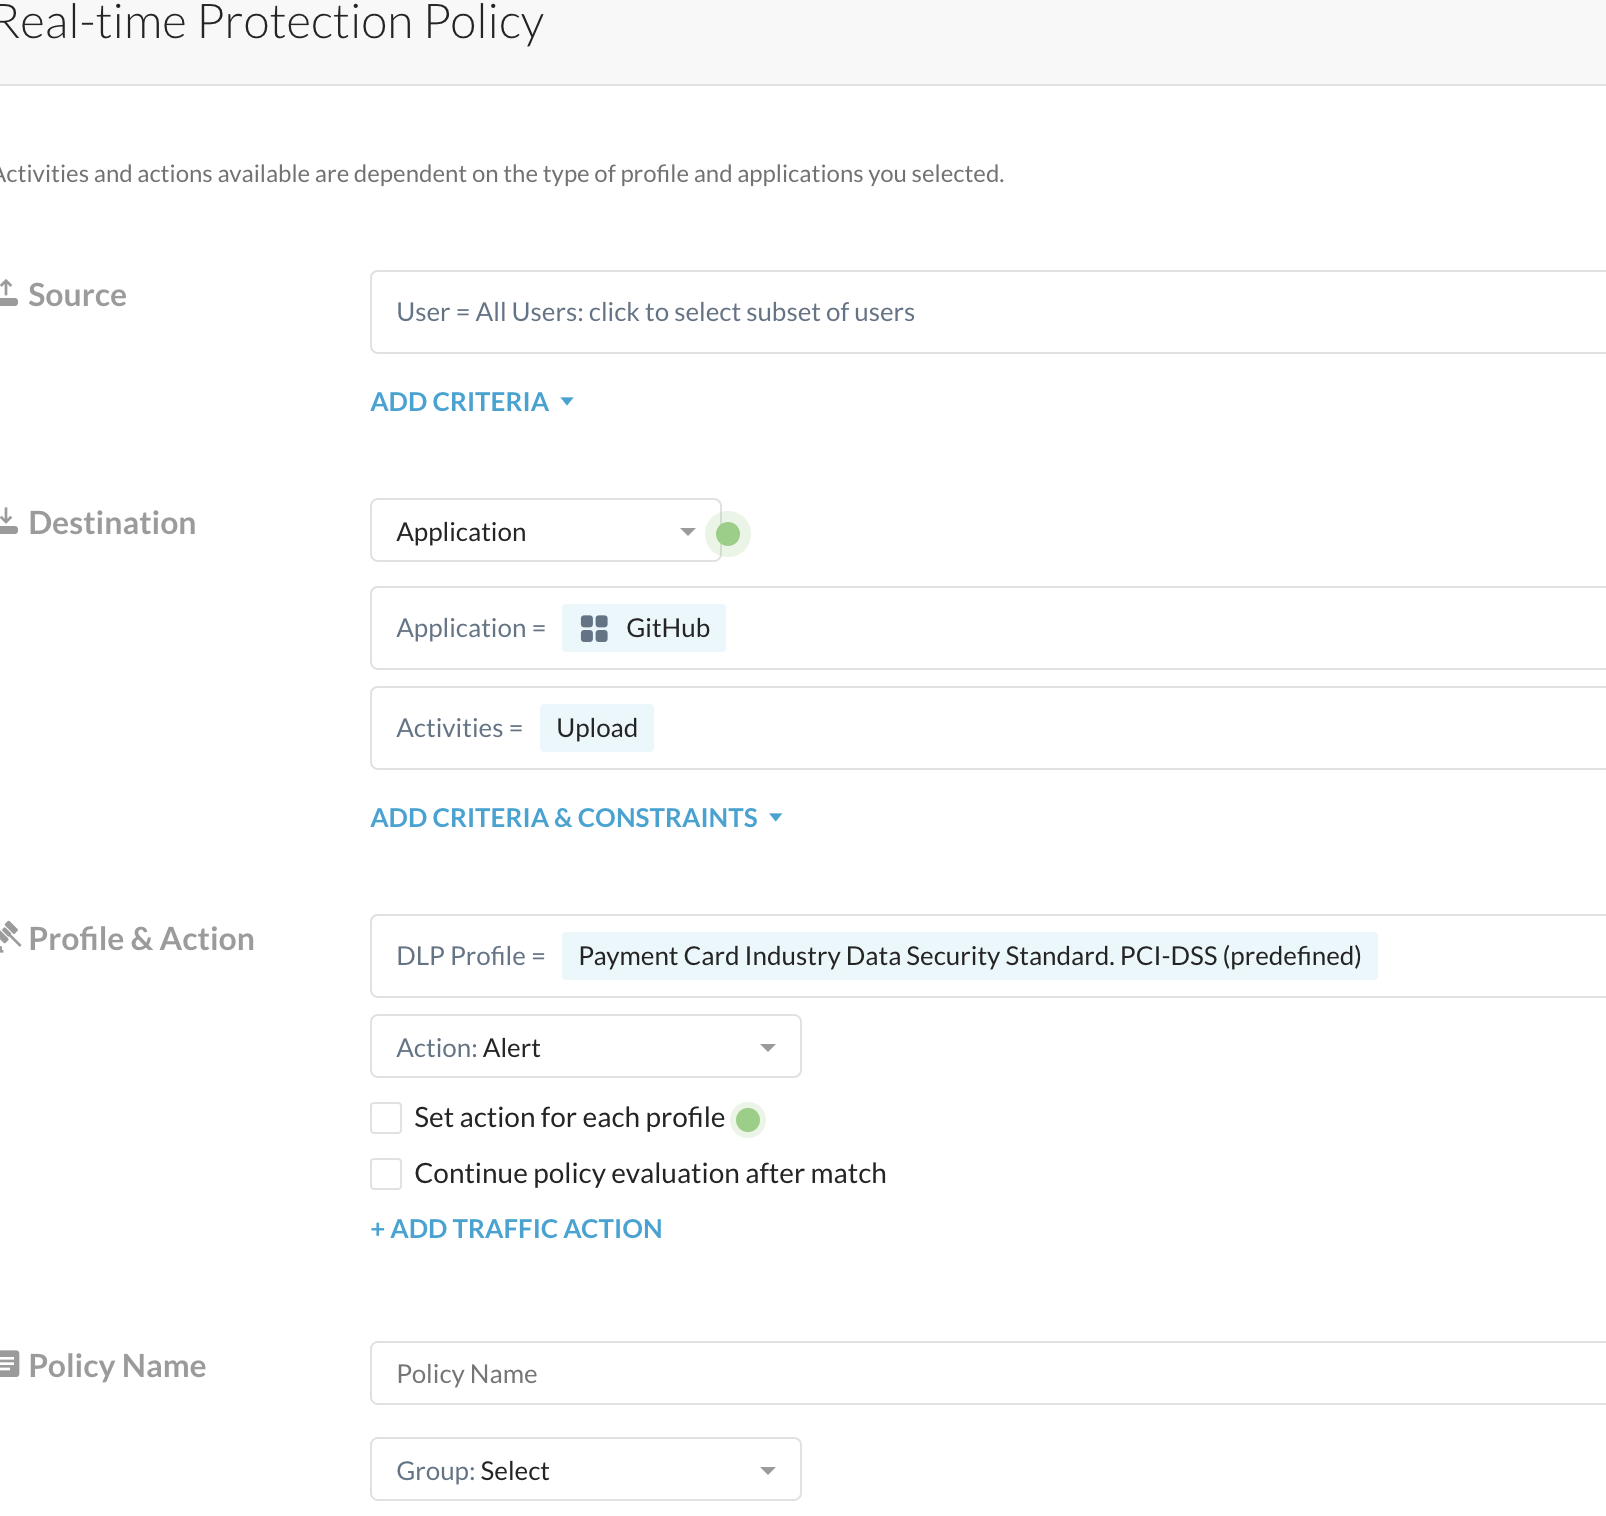 Real-time Protection Policy
Activities and actions available are dependent on the type of profile and applications you selected.
Source
User = All Users: click to select subset of users
ADD CRITERIA
Destination
Application
Application = GitHub
Activities = Upload
ADD CRITERIA & CONSTRAINTS
Profile & Action
DLP Profile = Payment Card Industry Data Security Standard. PCI-DSS (predefined)
Action: Alert
Set action for each profile
Continue policy evaluation after match
+ ADD TRAFFIC ACTION
Policy Name
Policy Name
Group: Select